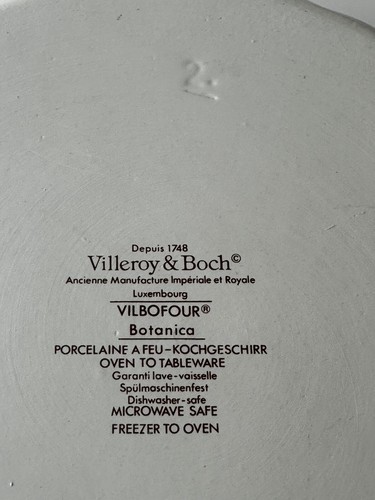 2.
Depuis 1748
Villeroy & Boch©
Ancienne Manufacture Impériale et Royale
Luxembourg
VILBOFOUR®
Botanica
PORCELAINE A FEU-KOCHGESCHIRR
OVEN TO TABLEWARE
Garanti lave-vaisselle
Spülmaschinenfest
Dishwasher-safe
MICROWAVE SAFE
FREEZER TO OVEN